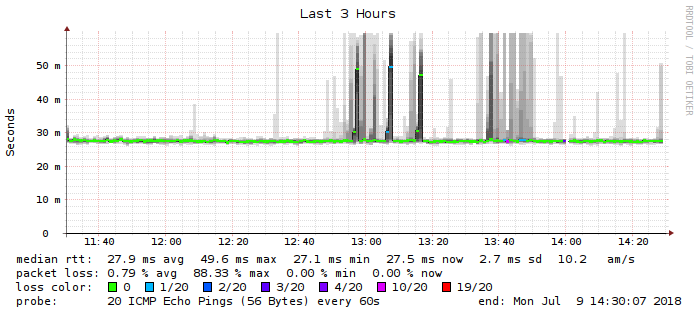 Last 3 Hours
RRDTOOL / TOBI OETIKER
Seconds
50 m
40 m
30 m
20 m
10 m
0
11:40 12:00 12:20 12:40 13:00 13:20 13:40 14:00 14:20
median rtt: 27.9 ms avg 49.6 ms max 27.1 ms min 27.5 ms now 2.7 ms sd 10.2 am/s
packet loss: 0.79 % avg 88.33 % max 0.00 % min 0.00 % now
loss color: 0 1/20 2/20 3/20 4/20 10/20 19/20
probe: 20 ICMP Echo Pings (56 Bytes) every 60s end: Mon Jul 9 14:30:07 2018